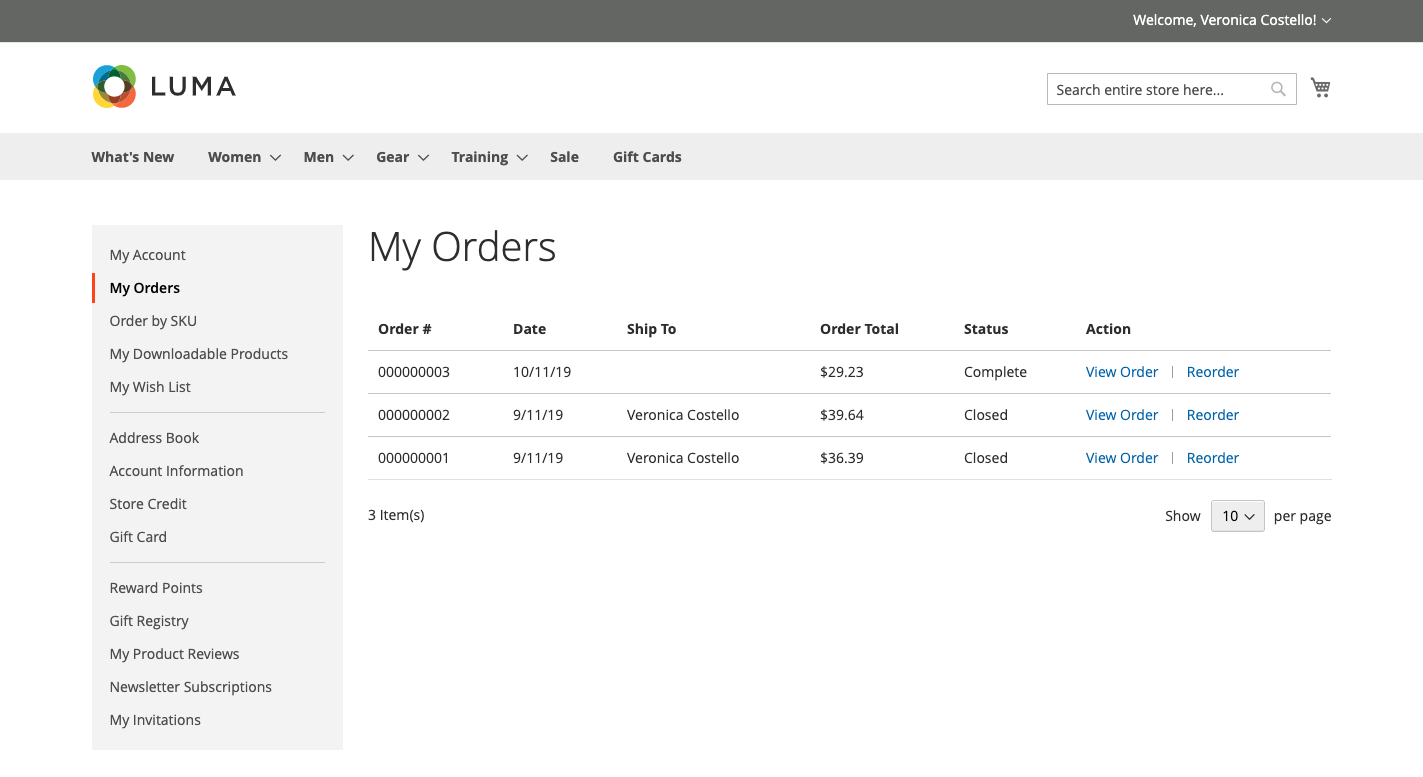 Welcome, Veronica Costello!
LUMA
Search entire store here...
What's New Women Men Gear Training Sale Gift Cards
My Account
My Orders
Order by SKU
My Downloadable Products
My Wish List
Address Book
Account Information
Store Credit
Gift Card
Reward Points
Gift Registry
My Product Reviews
Newsletter Subscriptions
My Invitations
My Orders
Order # Date Ship To Order Total Status Action
000000003 10/11/19 $29.23 Complete View Order | Reorder
000000002 9/11/19 Veronica Costello $39.64 Closed View Order | Reorder
000000001 9/11/19 Veronica Costello $36.39 Closed View Order | Reorder
3 Item(s) Show 10 per page